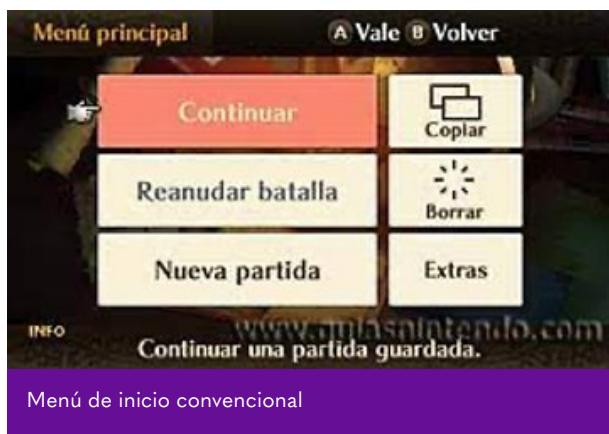 Menú principal
A Vale B Volver
Continuar
Copiar
Reanudar batalla
Borrar
Nueva partida
Extras
INFO
www.guiasnintendo.com
Continuar una partida guardada.
Menú de inicio convencional